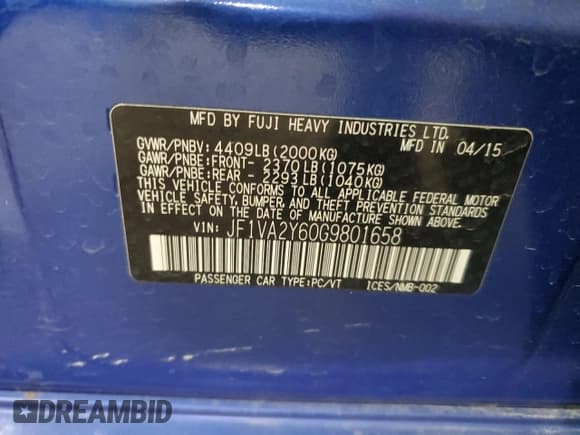 MFD BY FUJI HEAVY INDUSTRIES LTD.
GVWR/PNBV: 4409LB(2000KG) MFD IN 04/15
GAWR/PNBE:FRONT- 2370LB(1075KG)
GAWR/PNBE:REAR - 2293LB(1040KG)
THIS VEHICLE CONFORMS TO ALL APPLICABLE FEDERAL MOTOR
VEHICLE SAFETY, BUMPER, AND THEFT PREVENTION STANDARDS
IN EFFECT ON THE DATE OF MANUFACTURE SHOWN ABOVE.
VIN: JF1VA2Y60G9801658
PASSENGER CAR TYPE:PC/VT ICES/NMB-002
DREAMBID